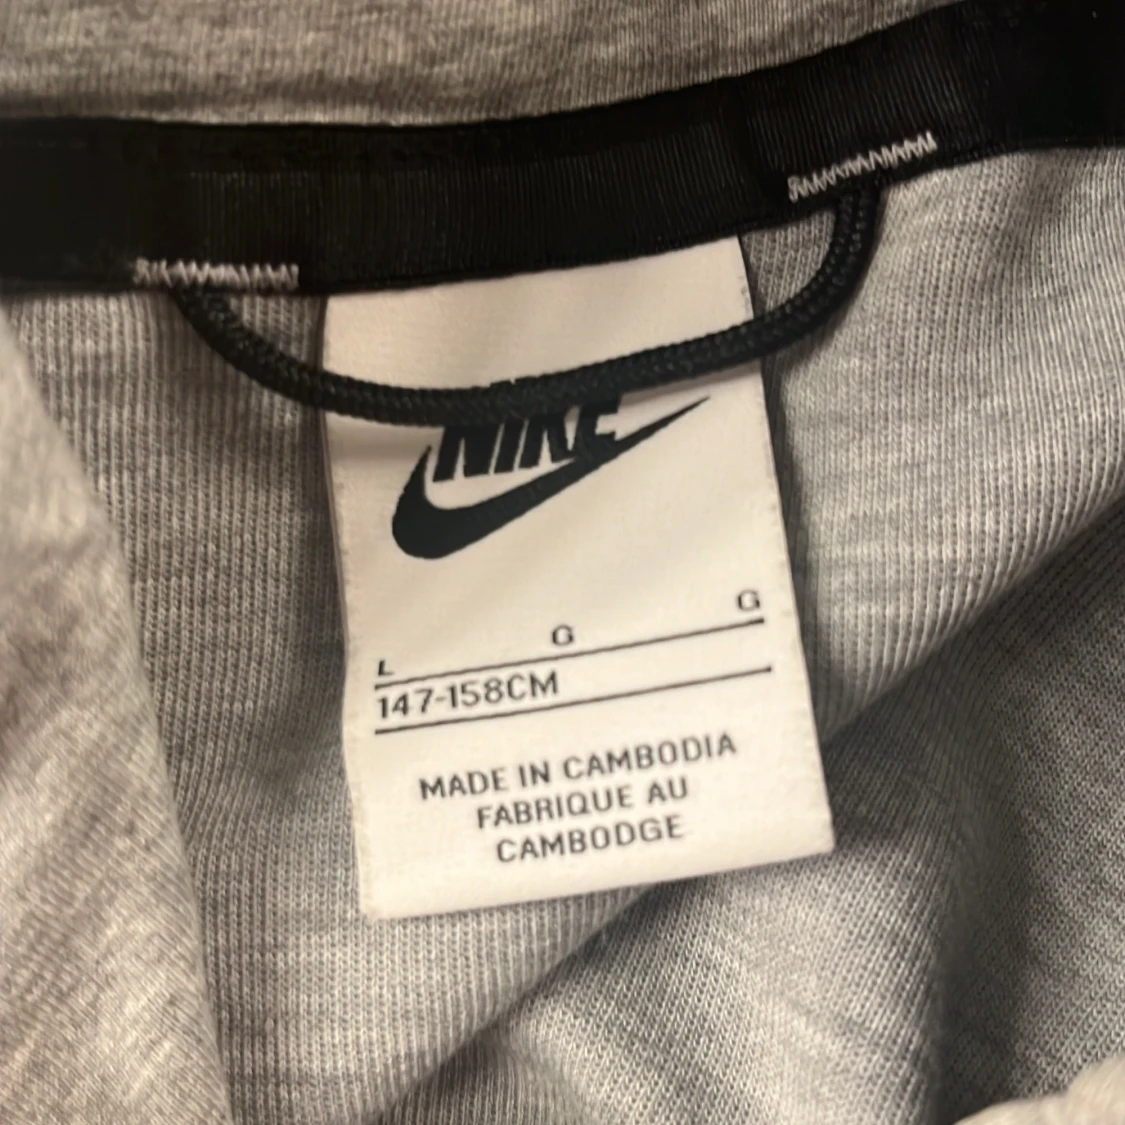 NIKE
L G G
147-158CM
MADE IN CAMBODIA
FABRIQUE AU
CAMBODGE